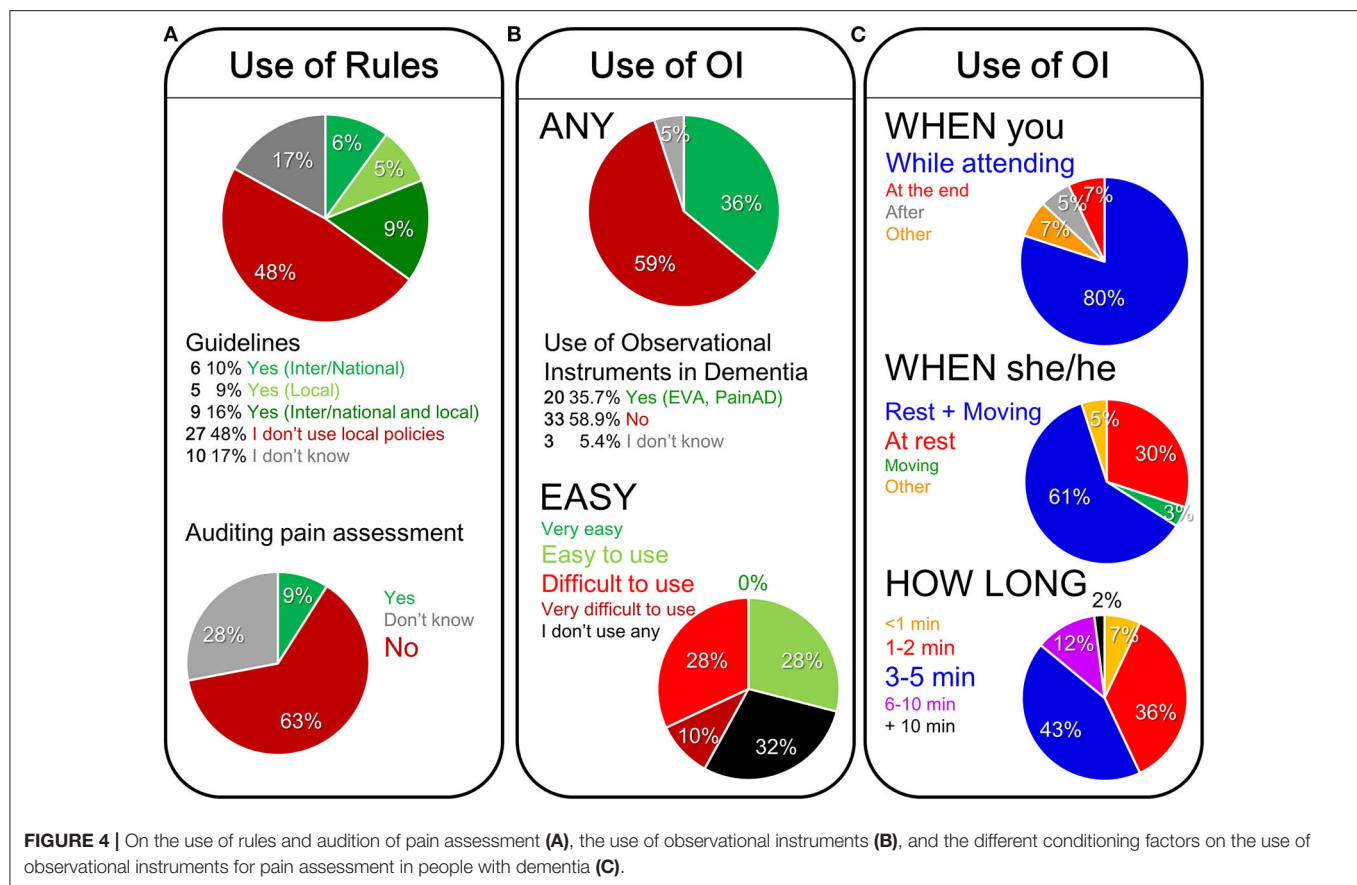 A
Use of Rules
6%
5%
9%
48%
17%
Guidelines
6 10% Yes (Inter/National)
5 9% Yes (Local)
9 16% Yes (Inter/national and local)
27 48% I don't use local policies
10 17% I don't know
Auditing pain assessment
9%
63%
28%
Yes
Don't know
No
B
Use of OI
ANY
5%
36%
59%
Use of Observational
Instruments in Dementia
20 35.7% Yes (EVA, PainAD)
33 58.9% No
3 5.4% I don't know
EASY
Very easy
Easy to use
Difficult to use
Very difficult to use
I don't use any
0%
28%
32%
10%
28%
C
Use of OI
WHEN you
While attending
At the end
After
Other
7%
5%
7%
80%
WHEN she/he
Rest + Moving
At rest
Moving
Other
5%
30%
3%
61%
HOW LONG
<1 min
1-2 min
3-5 min
6-10 min
+ 10 min
2%
7%
36%
43%
12%
FIGURE 4 | On the use of rules and audition of pain assessment (A), the use of observational instruments (B), and the different conditioning factors on the use of
observational instruments for pain assessment in people with dementia (C).